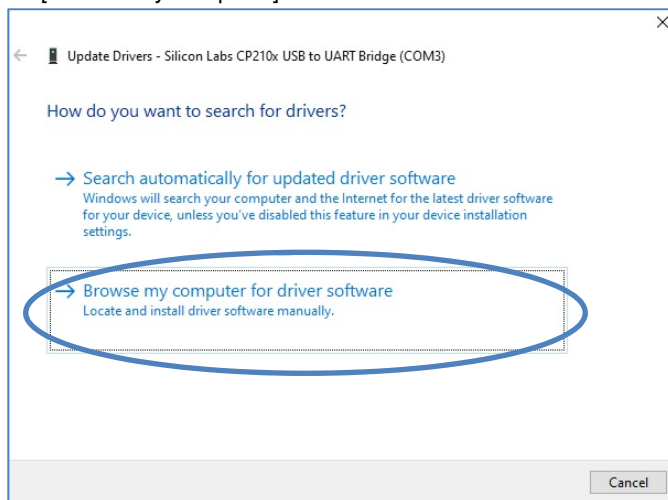 Update Drivers - Silicon Labs CP210x USB to UART Bridge (COM3)
How do you want to search for drivers?
Search automatically for updated driver software
Windows will search your computer and the Internet for the latest driver software
for your device, unless you've disabled this feature in your device installation
settings.
Browse my computer for driver software
Locate and install driver software manually.
Cancel